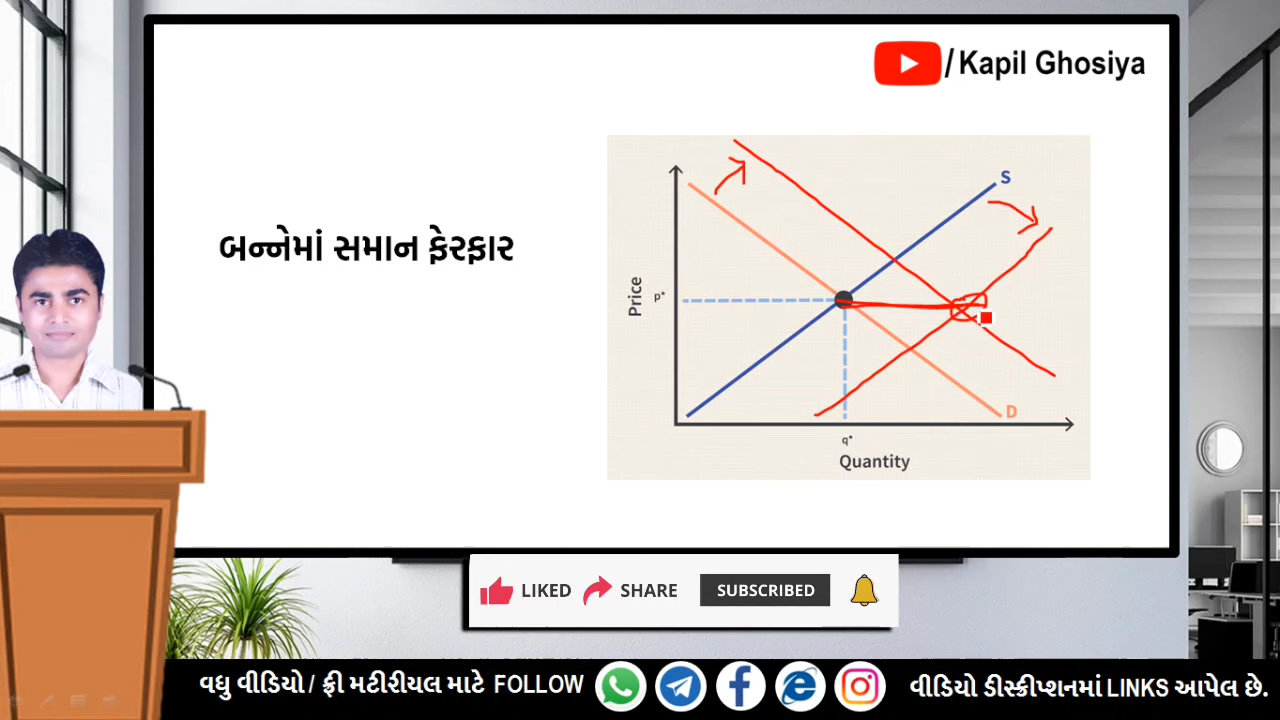 /Kapil Ghosiya
બન્નેમાં સમાન ફેરફાર
S
Price
p*
D
q*
Quantity
LIKED SHARE SUBSCRIBED
વધુ વીડિયો / ફ્રી મટીરીયલ માટે FOLLOW
વીડિયો ડીસ્ક્રીપ્શનમાં LINKS આપેલ છે.